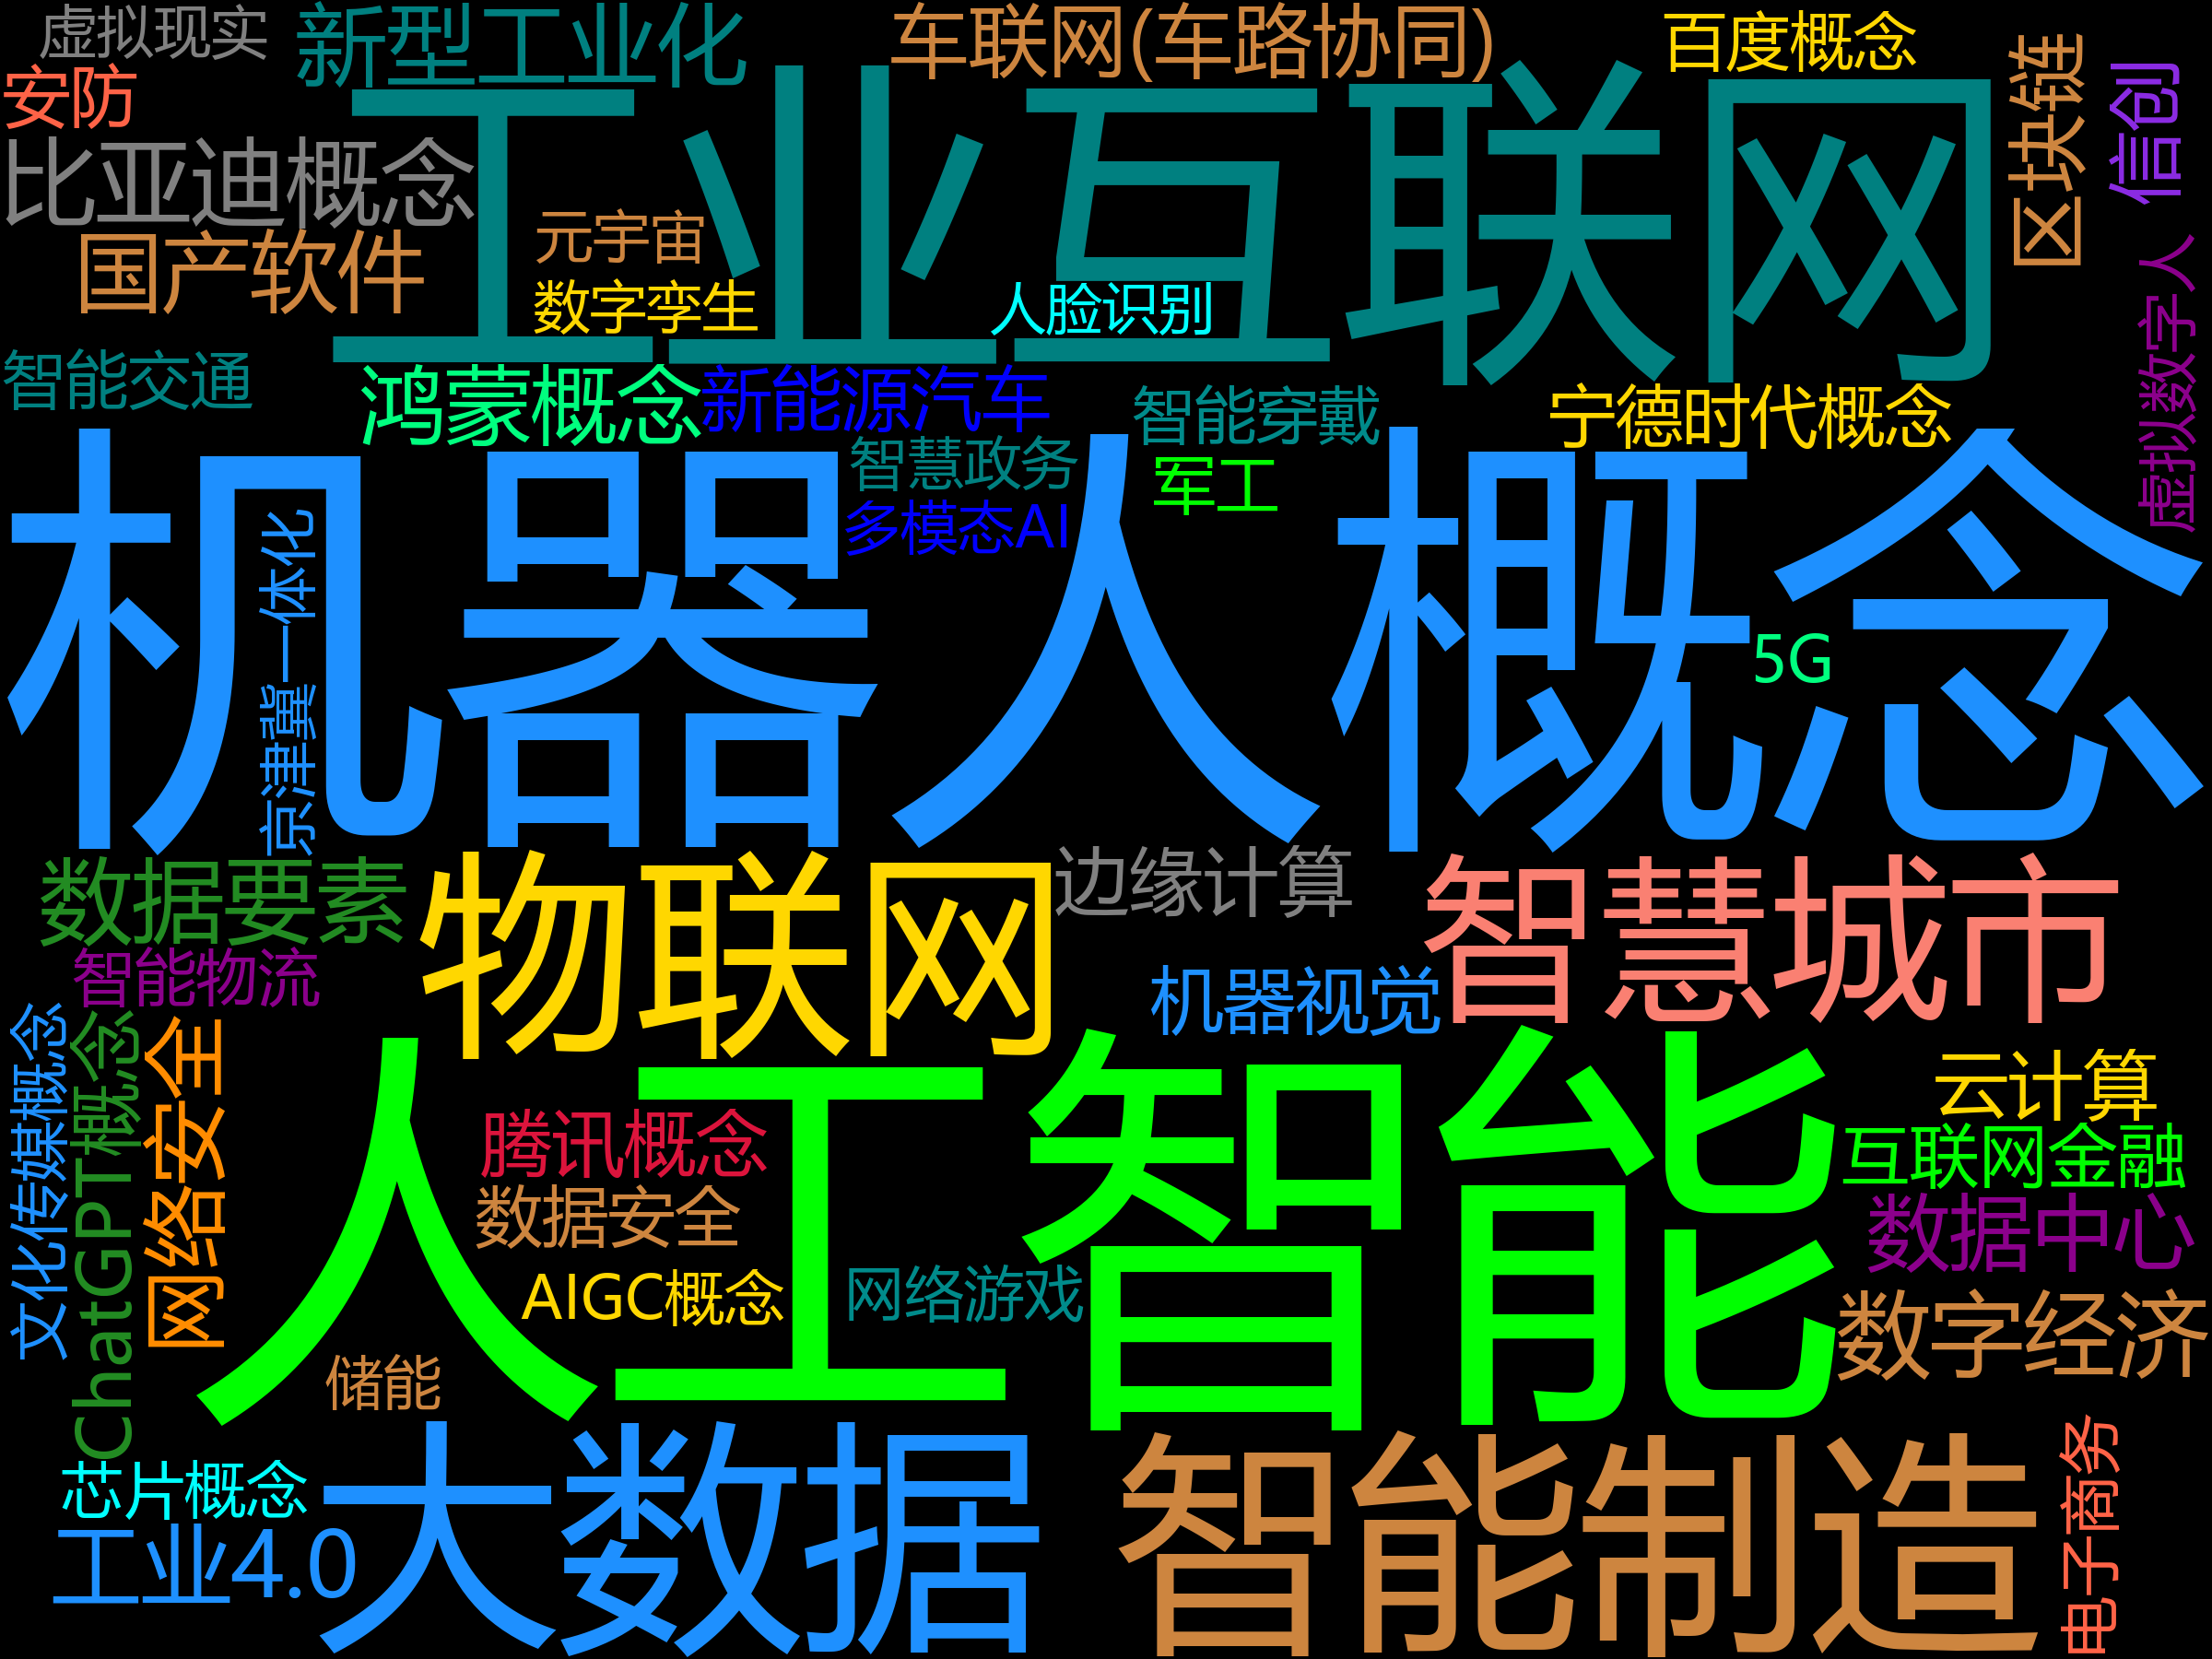 虚拟现实
新型工业化
车联网(车路协同)
百度概念
区块链
信创
安防
工业互联网
比亚迪概念
元宇宙
国产软件
数字孪生
人脸识别
虚拟数字人
智能交通
鸿蒙概念
新能源汽车
智能穿戴
宁德时代概念
智慧政务
军工
多模态AI
机器人概念
京津冀一体化
5G
数据要素
物联网
边缘计算
智慧城市
智能物流
机器视觉
文化传媒概念
ChatGPT概念
网络安全
人工智能
云计算
腾讯概念
互联网金融
数据安全
数据中心
AIGC概念
网络游戏
数字经济
储能
芯片概念
大数据
智能制造
电子商务
工业4.0